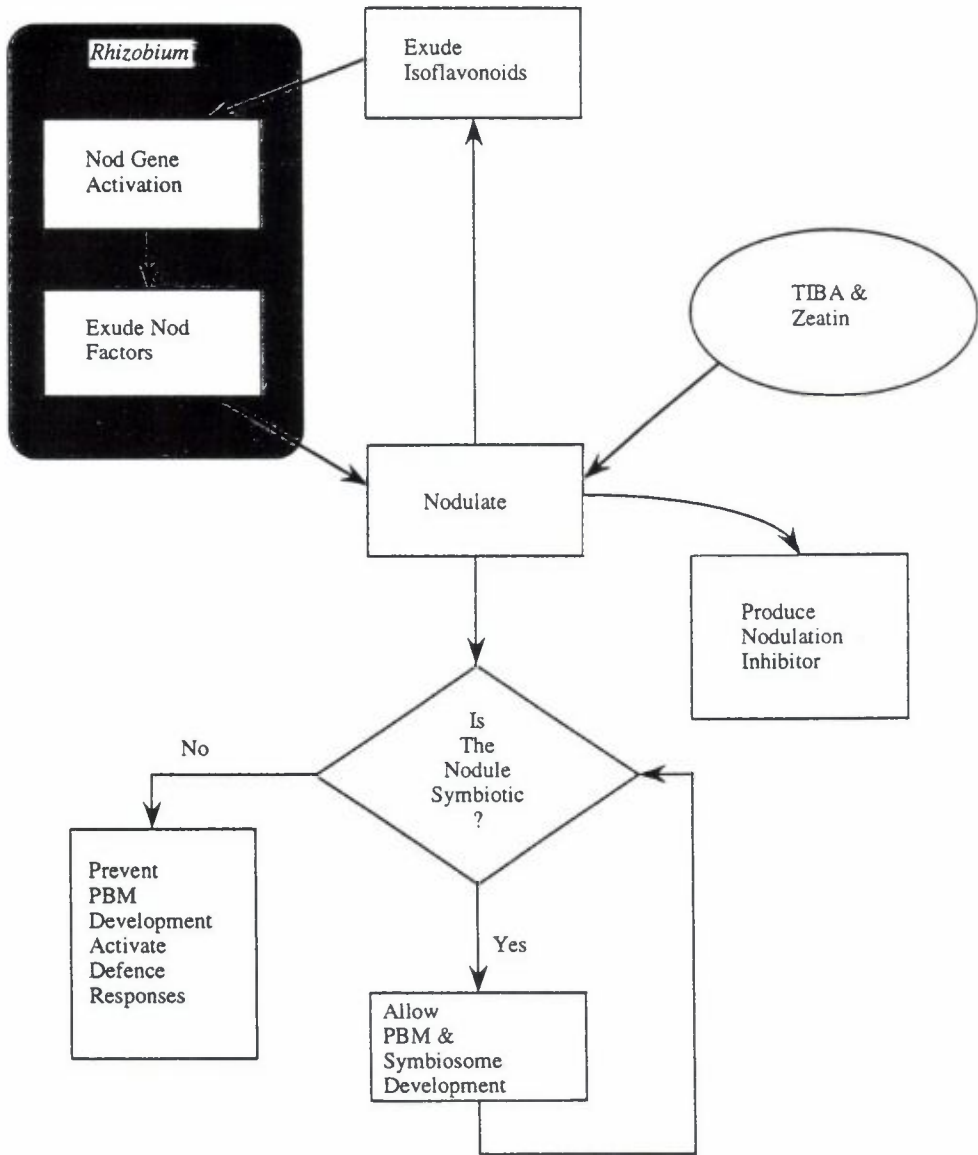 Rhizobium
Exude
Isoflavonoids
Nod Gene
Activation
Exude Nod
Factors
TIBA &
Zeatin
Nodulate
Produce
Nodulation
Inhibitor
Is
The
Nodule
Symbiotic
?
No
Prevent
PBM
Development
Activate
Defence
Responses
Yes
Allow
PBM &
Symbiosome
Development